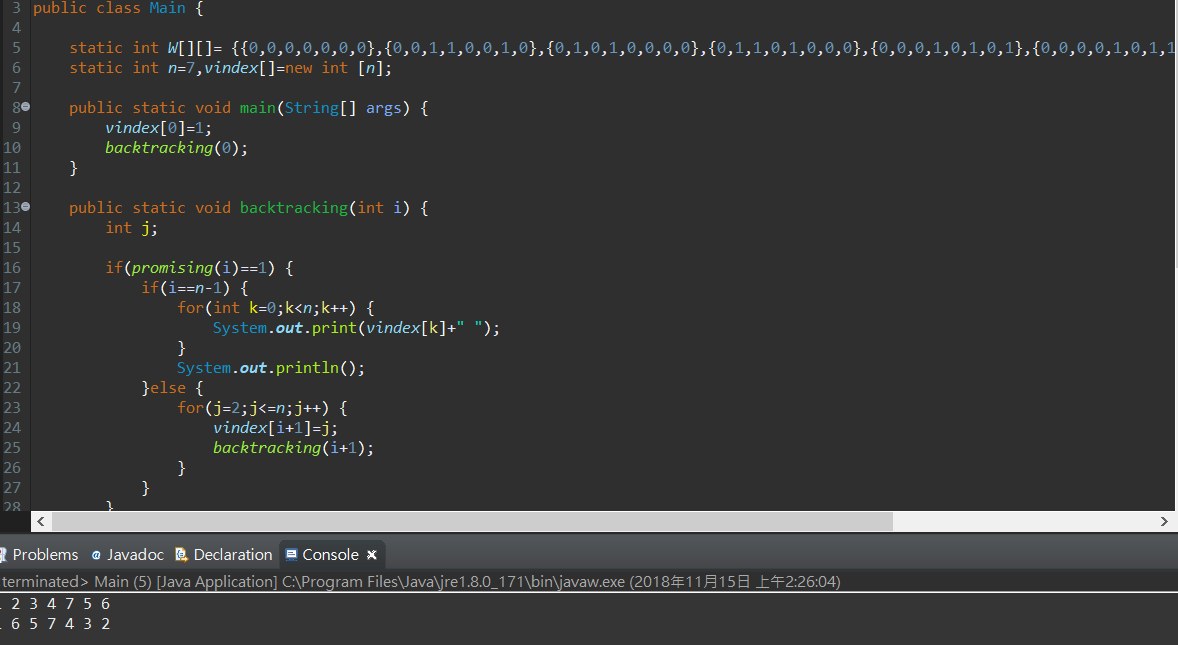 3 public class Main {
4
5 static int W[][]= {{0,0,0,0,0,0,0},{0,0,1,1,0,0,1,0},{0,1,0,1,0,0,0,0},{0,1,1,0,1,0,0,0},{0,0,0,1,0,1,0,1},{0,0,0,0,1,0,1,1
6 static int n=7,vindex[]=new int [n];
7
8 public static void main(String[] args) {
9 vindex[0]=1;
10 backtracking(0);
11 }
12
13 public static void backtracking(int i) {
14 int j;
15
16 if(promising(i)==1) {
17 if(i==n-1) {
18 for(int k=0;k<n;k++) {
19 System.out.print(vindex[k]+" ");
20 }
21 System.out.println();
22 }else {
23 for(j=2;j<=n;j++) {
24 vindex[i+1]=j;
25 backtracking(i+1);
26 }
27 }
28 }
Problems Javadoc Declaration Console
terminated> Main (5) [Java Application] C:\Program Files\Java\jre1.8.0_171\bin\javaw.exe (2018年11月15日 上午2:26:04)
2 3 4 7 5 6
6 5 7 4 3 2